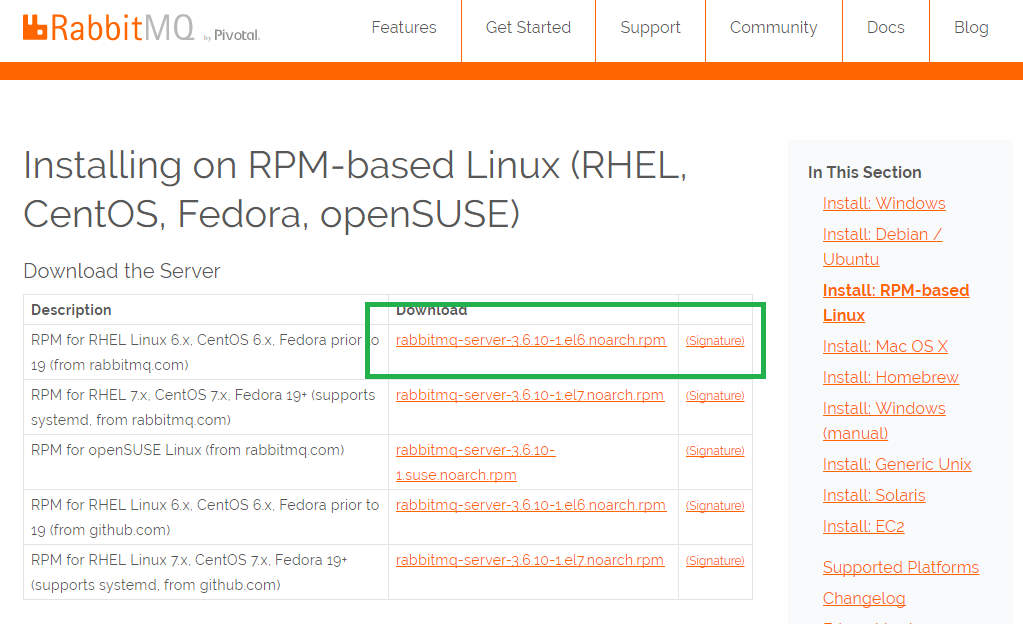 RabbitMQ by Pivotal.
Features
Get Started
Support
Community
Docs
Blog
Installing on RPM-based Linux (RHEL,
CentOS, Fedora, openSUSE)
Download the Server
Description Download
RPM for RHEL Linux 6.x, CentOS 6.x, Fedora prior to rabbitmq-server-3.6.10-1.el6.noarch.rpm (Signature)
19 (from rabbitmq.com)
RPM for RHEL 7.x, CentOS 7.x, Fedora 19+ (supports rabbitmq-server-3.6.10-1.el7.noarch.rpm (Signature)
systemd, from rabbitmq.com)
RPM for openSUSE Linux (from rabbitmq.com) rabbitmq-server-3.6.10- (Signature)
1.suse.noarch.rpm
RPM for RHEL Linux 6.x, CentOS 6.x, Fedora prior to rabbitmq-server-3.6.10-1.el6.noarch.rpm (Signature)
19 (from github.com)
RPM for RHEL Linux 7.x, CentOS 7.x, Fedora 19+ rabbitmq-server-3.6.10-1.el7.noarch.rpm (Signature)
(supports systemd, from github.com)
In This Section
Install: Windows
Install: Debian /
Ubuntu
Install: RPM-based
Linux
Install: Mac OS X
Install: Homebrew
Install: Windows
(manual)
Install: Generic Unix
Install: Solaris
Install: EC2
Supported Platforms
Changelog